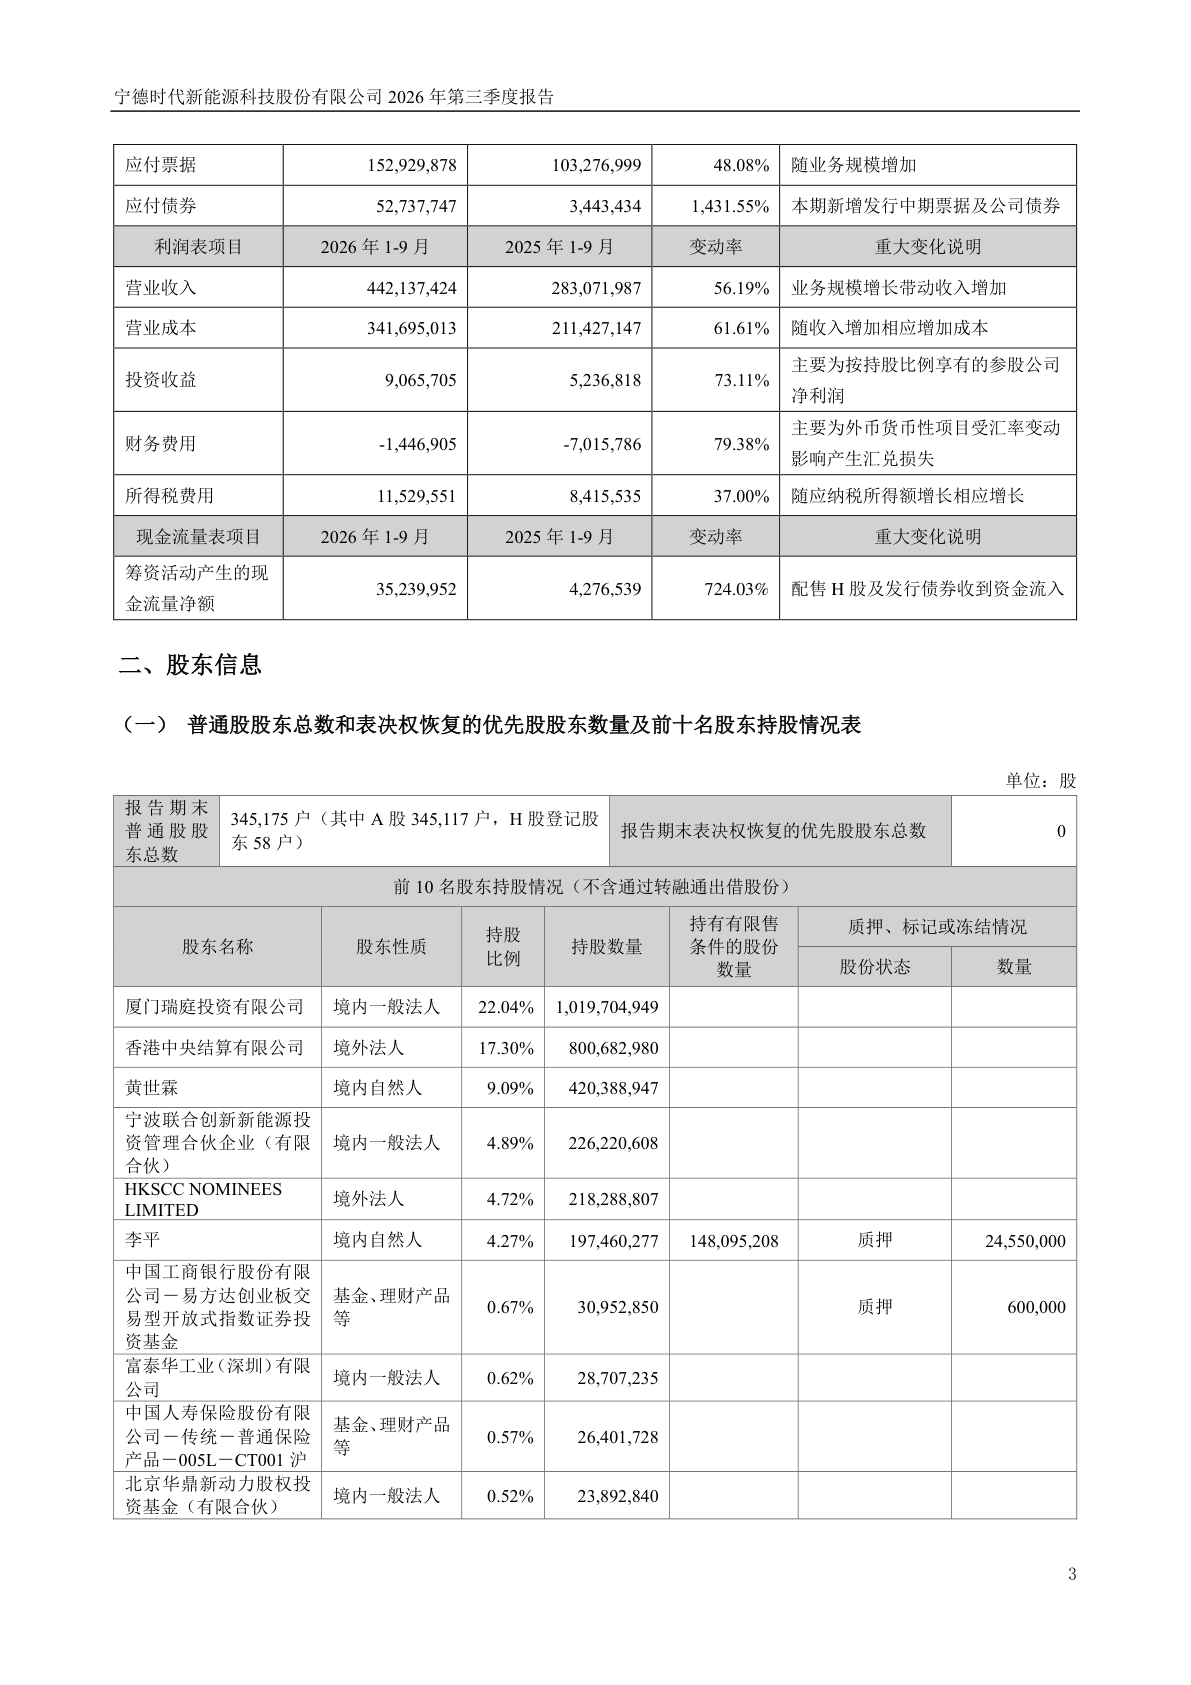 宁德时代新能源科技股份有限公司 2026 年第三季度报告
应付票据 152,929,878 103,276,999 48.08% 随业务规模增加
应付债券 52,737,747 3,443,434 1,431.55% 本期新增发行中期票据及公司债券
利润表项目 2026 年 1-9 月 2025 年 1-9 月 变动率 重大变化说明
营业收入 442,137,424 283,071,987 56.19% 业务规模增长带动收入增加
营业成本 341,695,013 211,427,147 61.61% 随收入增加相应增加成本
投资收益 9,065,705 5,236,818 73.11% 主要为按持股比例享有的参股公司
净利润
财务费用 -1,446,905 -7,015,786 79.38% 主要为外币货币性项目受汇率变动
影响产生汇兑损失
所得税费用 11,529,551 8,415,535 37.00% 随应纳税所得额增长相应增长
现金流量表项目 2026 年 1-9 月 2025 年 1-9 月 变动率 重大变化说明
筹资活动产生的现
金流量净额 35,239,952 4,276,539 724.03% 配售 H 股及发行债券收到资金流入
二、股东信息
（一） 普通股股东总数和表决权恢复的优先股股东数量及前十名股东持股情况表
单位：股
报告期末
普通股股
东总数
345,175 户（其中 A 股 345,117 户，H 股登记股
东 58 户）
报告期末表决权恢复的优先股股东总数 0
前 10 名股东持股情况（不含通过转融通出借股份）
股东名称 股东性质
持股
比例
持股数量
持有有限售
条件的股份
数量
质押、标记或冻结情况
股份状态 数量
厦门瑞庭投资有限公司 境内一般法人 22.04% 1,019,704,949
香港中央结算有限公司 境外法人 17.30% 800,682,980
黄世霖 境内自然人 9.09% 420,388,947
宁波联合创新新能源投
资管理合伙企业（有限
合伙）
境内一般法人 4.89% 226,220,608
HKSCC NOMINEES
LIMITED
境外法人 4.72% 218,288,807
李平 境内自然人 4.27% 197,460,277 148,095,208 质押 24,550,000
中国工商银行股份有限
公司－易方达创业板交
易型开放式指数证券投
资基金
基金、理财产品
等
0.67% 30,952,850 质押 600,000
富泰华工业（深圳）有限
公司
境内一般法人 0.62% 28,707,235
中国人寿保险股份有限
公司－传统－普通保险
产品－005L－CT001 沪
基金、理财产品
等
0.57% 26,401,728
北京华鼎新动力股权投
资基金（有限合伙）
境内一般法人 0.52% 23,892,840
3